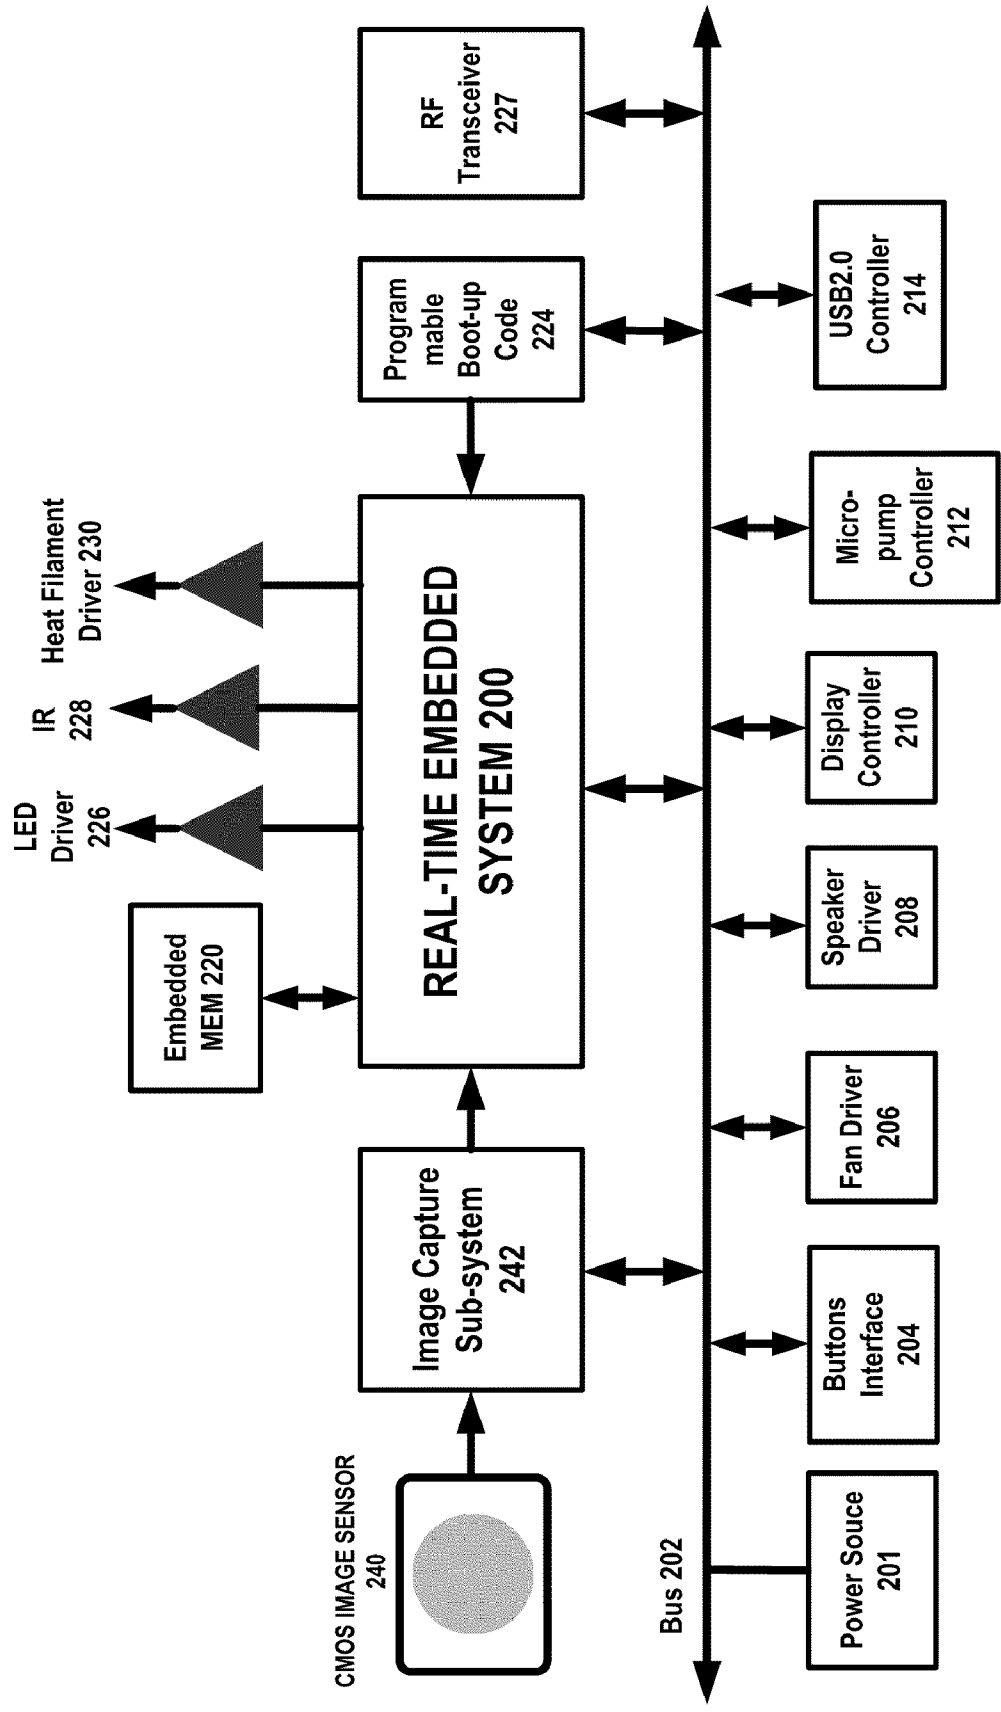 LED
Driver
226
IR
228
Heat Filament
Driver 230
Embedded
MEM 220
CMOS IMAGE SENSOR
240
Image Capture
Sub-system
242
REAL-TIME EMBEDDED
SYSTEM 200
Program
mable
Boot-up
Code
224
RF
Transceiver
227
Bus 202
Power Souce
201
Buttons
Interface
204
Fan Driver
206
Speaker
Driver
208
Display
Controller
210
Micro-
pump
Controller
212
USB2.0
Controller
214